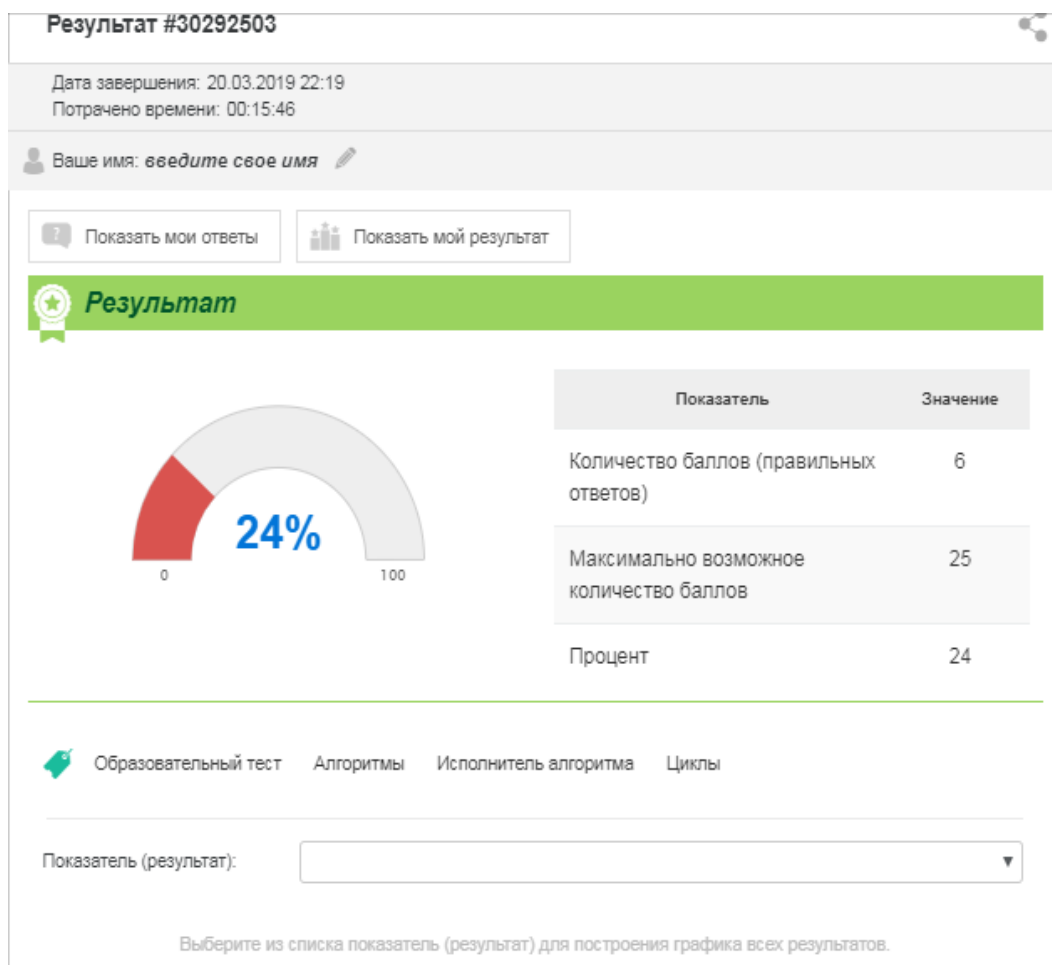 Результат #30292503
Дата завершения: 20.03.2019 22:19
Потрачено времени: 00:15:46
Ваше имя: введите свое имя
Показать мои ответы
Показать мой результат
Результат
24%
0
100
Показатель Значение
Количество баллов (правильных
ответов)
6
Максимально возможное
количество баллов
25
Процент 24
Образовательный тест Алгоритмы Исполнитель алгоритма Циклы
Показатель (результат):
Выберите из списка показатель (результат) для построения графика всех результатов.